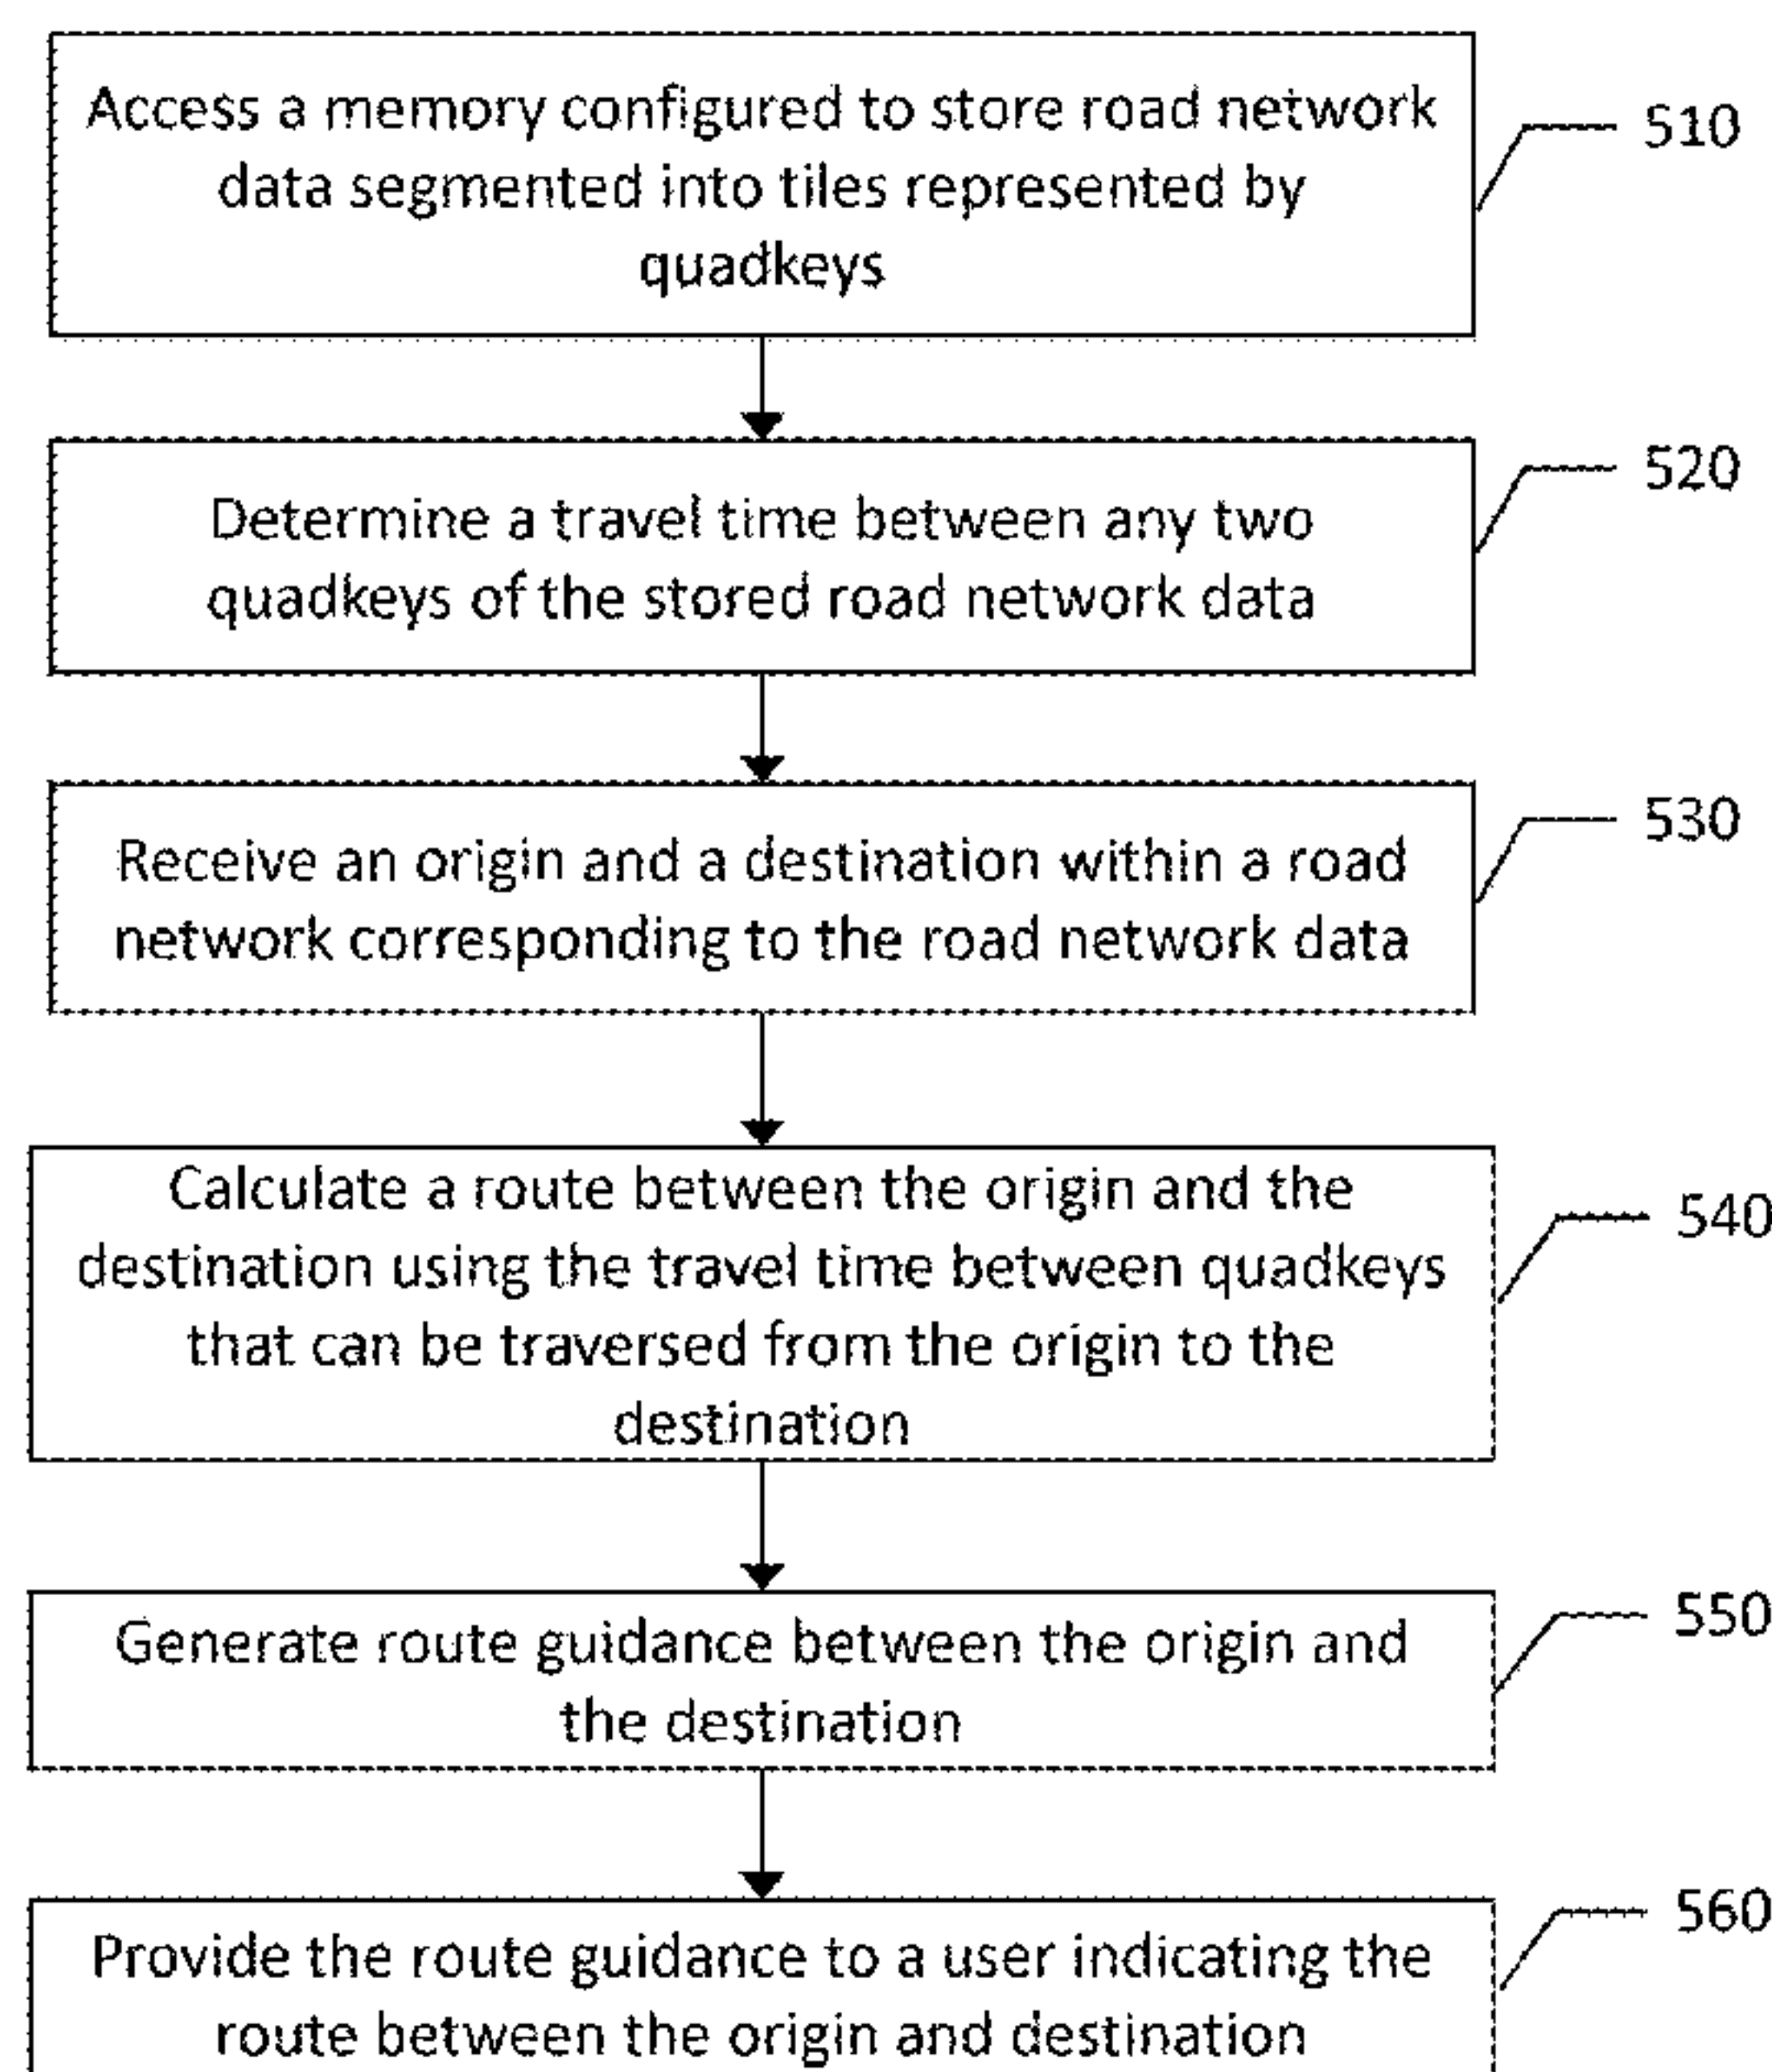 Access a memory configured to store road network
data segmented into tiles represented by
quadkeys
510
Determine a travel time between any two
quadkeys of the stored road network data
520
Receive an origin and a destination within a road
network corresponding to the road network data
530
Calculate a route between the origin and the
destination using the travel time between quadkeys
that can be traversed from the origin to the
destination
540
Generate route guidance between the origin and
the destination
550
Provide the route guidance to a user indicating the
route between the origin and destination
560